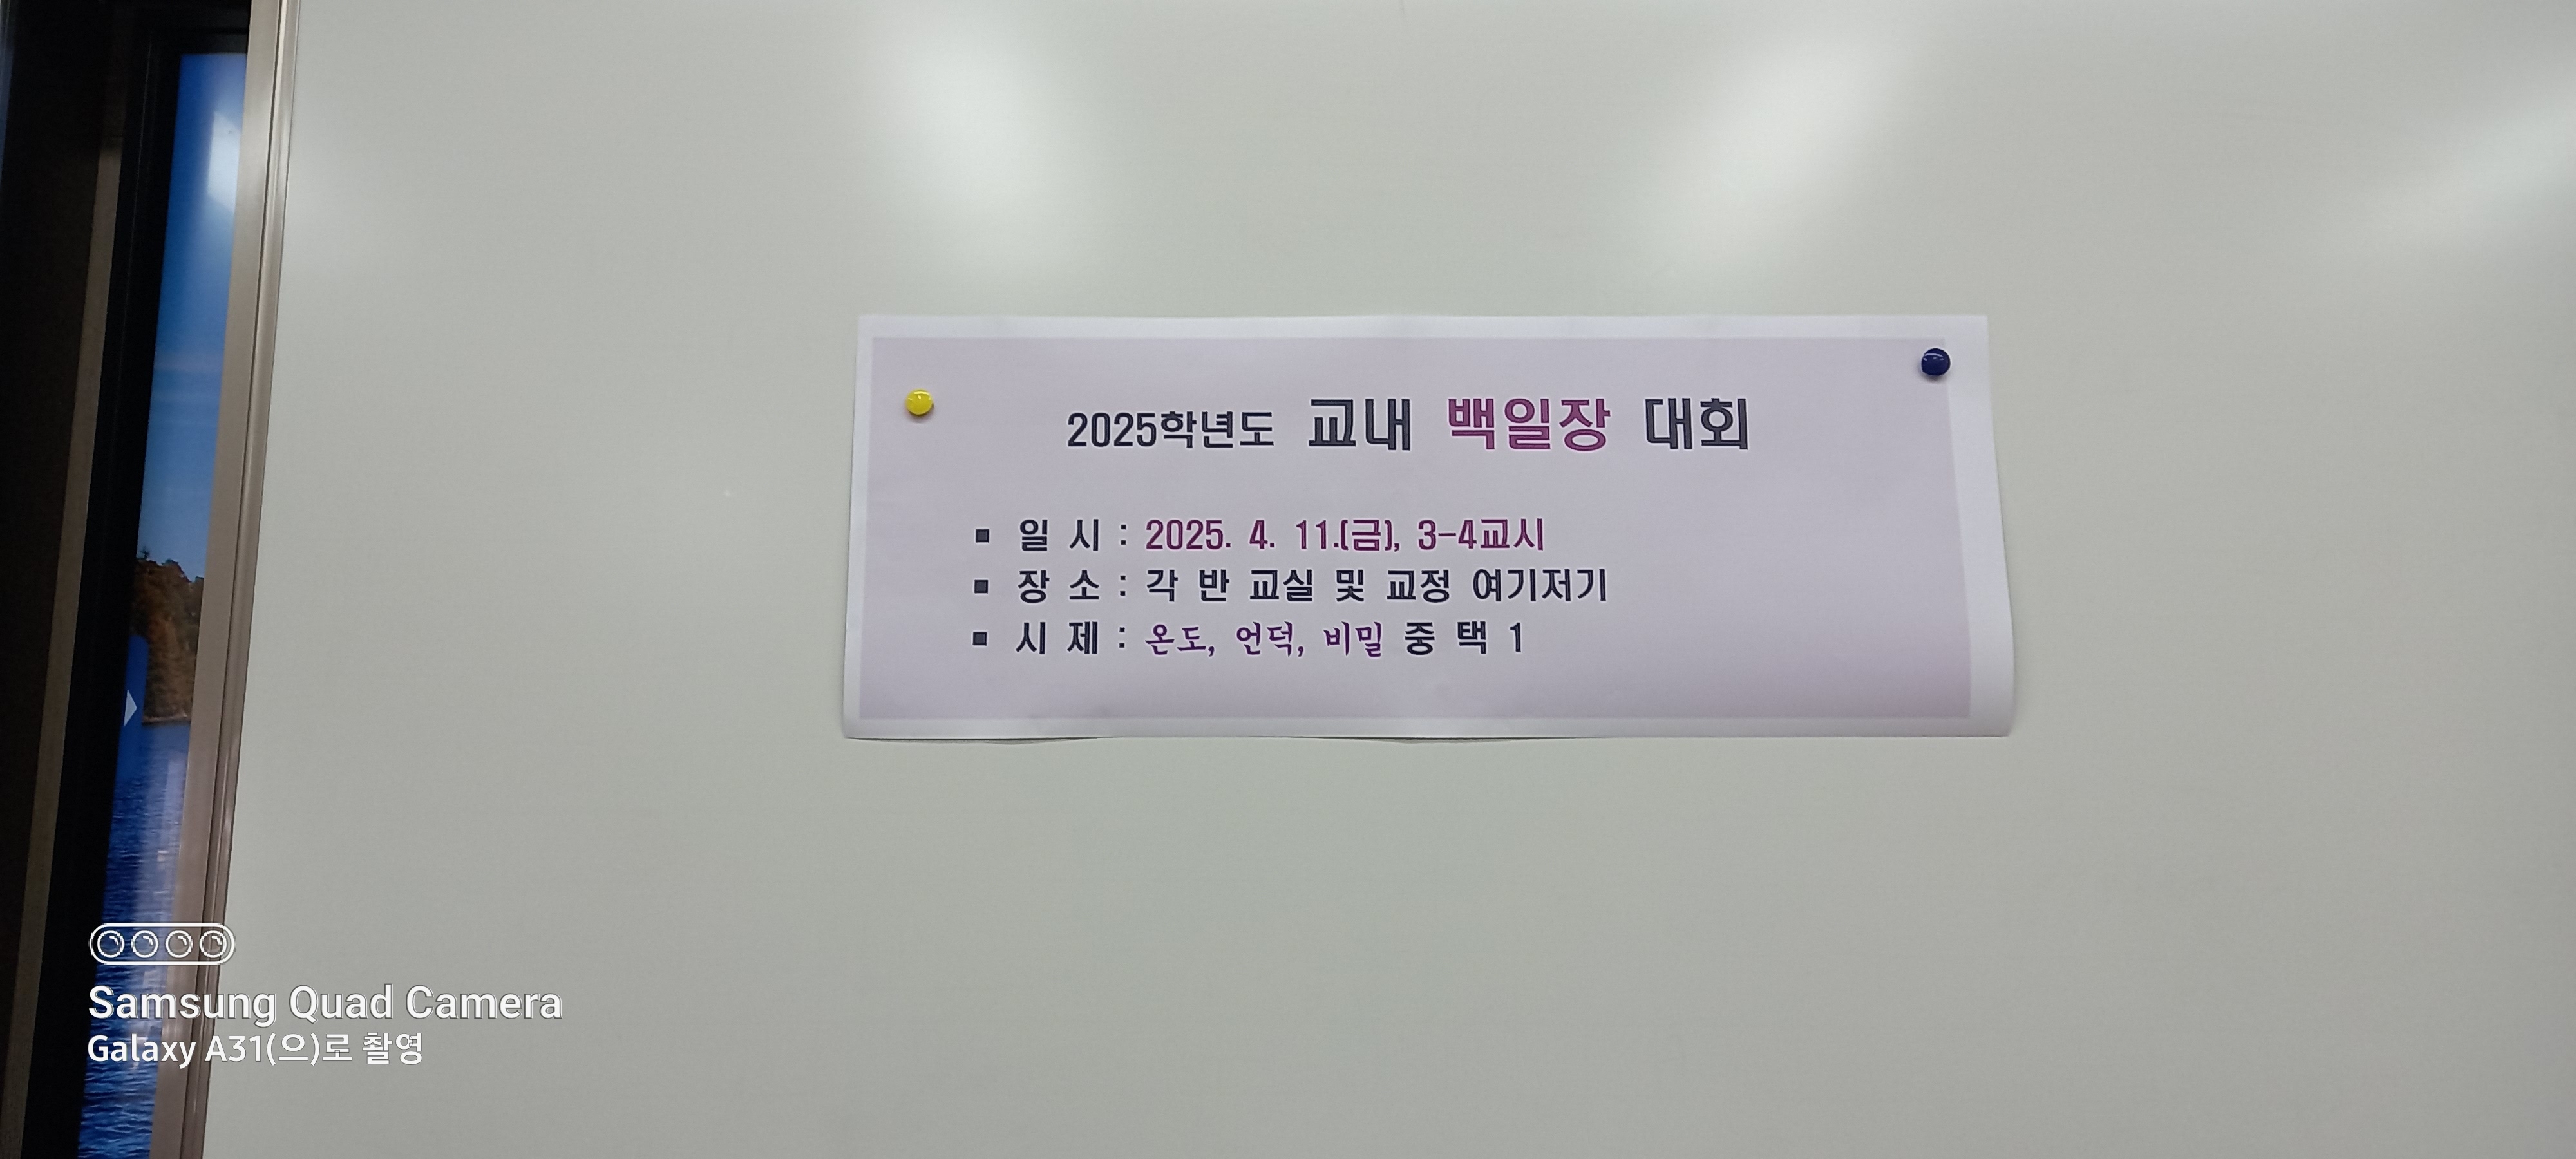 2025학년도 교내 백일장 대회
▪ 일 시 : 2025. 4. 11.(금), 3-4교시
▪ 장 소 : 각 반 교실 및 교정 여기저기
▪ 시 제 : 온도, 언덕, 비밀 중 택 1
Samsung Quad Camera
Galaxy A31(으)로 촬영